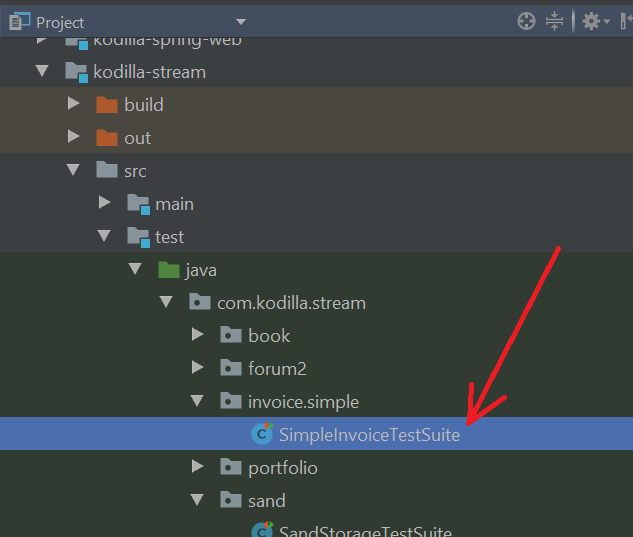 Project
kodilla-spring-web
kodilla-stream
build
out
src
main
test
java
com.kodilla.stream
book
forum2
invoice.simple
SimpleInvoiceTestSuite
portfolio
sand
SandStorageTestSuite